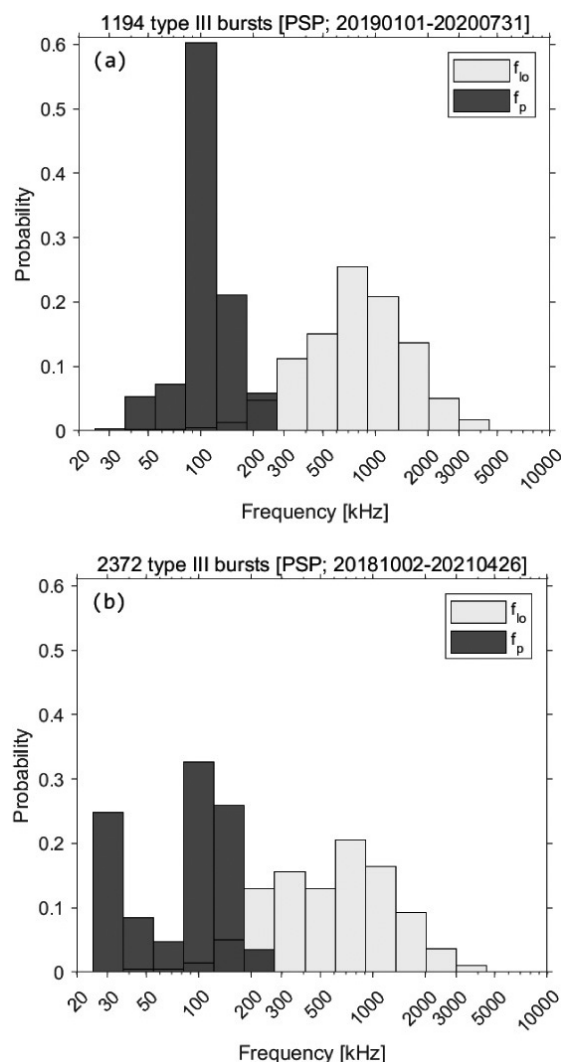 1194 type III bursts [PSP; 20190101-20200731]
(a)
f_lo
f_p
0.6
0.5
0.4
0.3
0.2
0.1
0
Probability
20 30 50 100 200 300 500 1000 2000 3000 5000 10000
Frequency [kHz]
2372 type III bursts [PSP; 20181002-20210426]
(b)
f_lo
f_p
0.6
0.5
0.4
0.3
0.2
0.1
0
Probability
20 30 50 100 200 300 500 1000 2000 3000 5000 10000
Frequency [kHz]